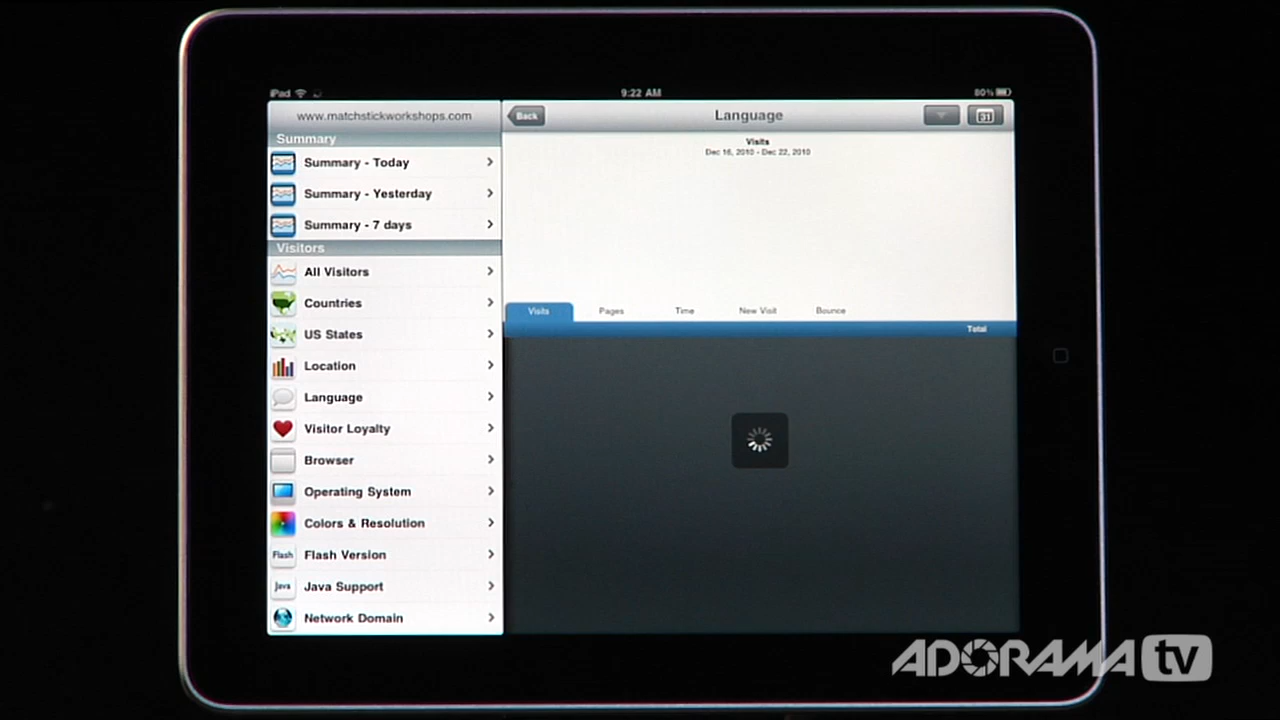 iPad
9:22 AM
80%
www.matchstickworkshops.com
Back
Language
31
Summary
Visits
Dec 16, 2010 - Dec 22, 2010
Summary - Today
Summary - Yesterday
Summary - 7 days
Visitors
All Visitors
Countries
US States
Location
Language
Visitor Loyalty
Browser
Operating System
Colors & Resolution
Flash
Flash Version
Java
Java Support
Network Domain
Visits
Pages
Time
New Visit
Bounce
Total
ADORAMA tv